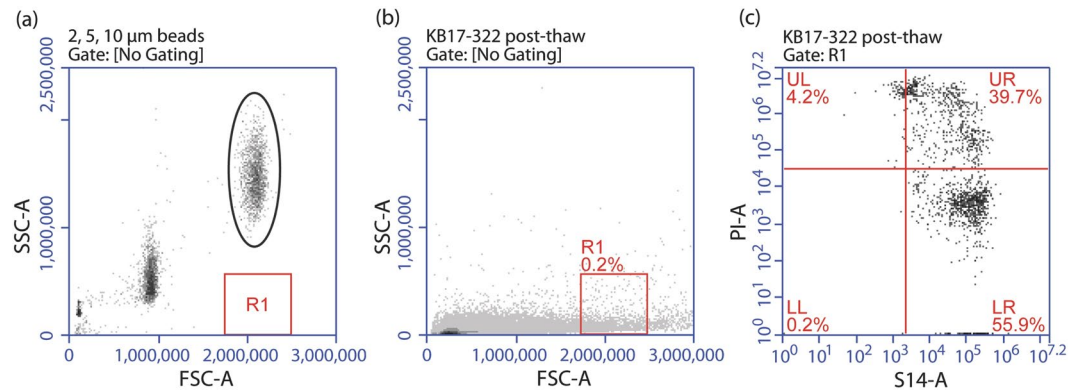 (a)
2, 5, 10 μm beads
Gate: [No Gating]
SSC-A
2,500,000
1,000,000
0
R1
0
1,000,000
2,000,000
3,000,000
FSC-A
(b)
KB17-322 post-thaw
Gate: [No Gating]
SSC-A
2,500,000
1,000,000
0
R1
0.2%
0
1,000,000
2,000,000
3,000,000
FSC-A
(c)
KB17-322 post-thaw
Gate: R1
PI-A
10^7.2
10^6
10^5
10^4
10^3
10^2
10^1
10^0
UL
4.2%
UR
39.7%
LL
0.2%
LR
55.9%
10^0
10^1
10^2
10^3
10^4
10^5
10^6
10^7.2
S14-A